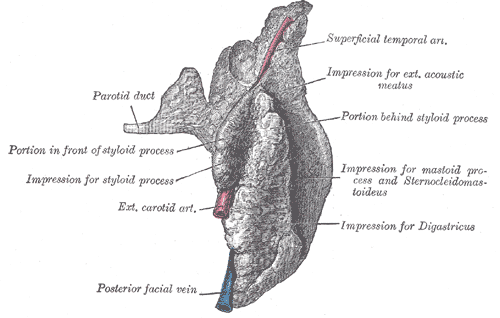 Superficial temporal art.
Impression for ext. acoustic
meatus
Parotid duct
Portion behind styloid process
Portion in front of styloid process
Impression for mastoid pro-
cess and Sternocleidomas-
toideus
Impression for styloid process
Ext. carotid art.
Impression for Digastricus
Posterior facial vein